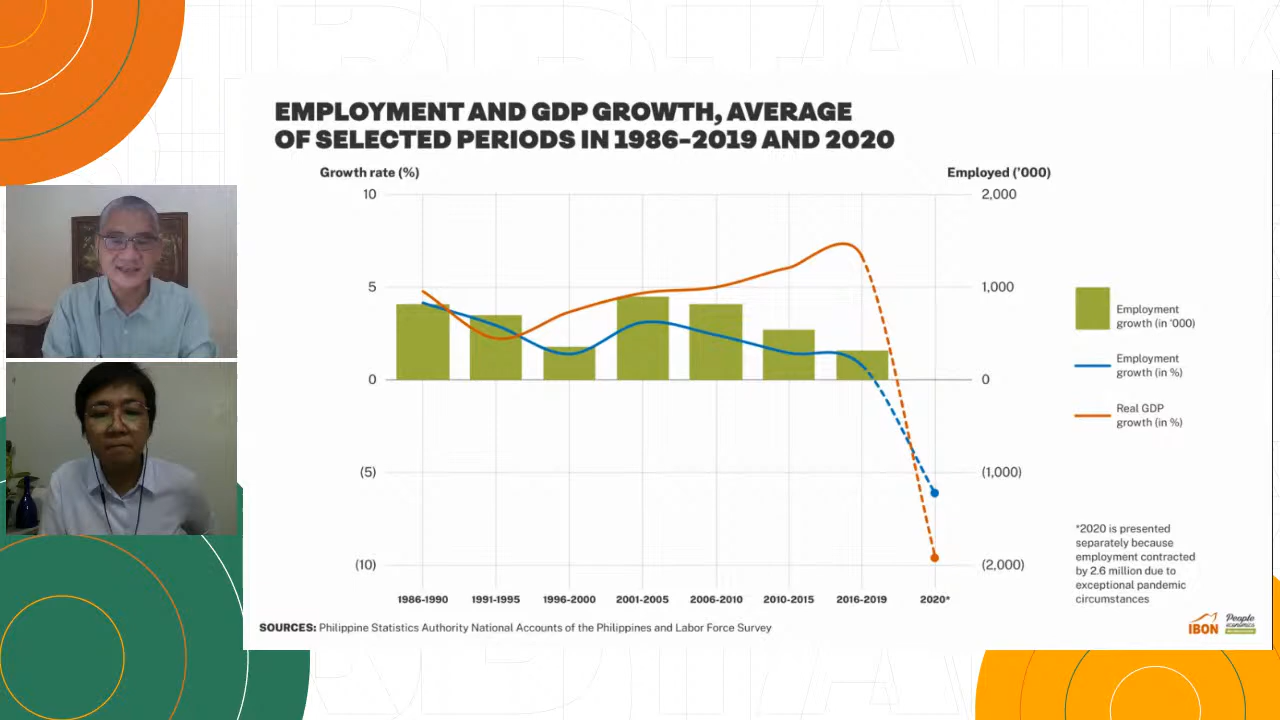 EMPLOYMENT AND GDP GROWTH, AVERAGE
OF SELECTED PERIODS IN 1986-2019 AND 2020
Growth rate (%)
Employed ('000)
10
2,000
5
1,000
0
0
(5)
(1,000)
(10)
(2,000)
1986-1990
1991-1995
1996-2000
2001-2005
2006-2010
2010-2015
2016-2019
2020*
Employment
growth (in '000)
Employment
growth (in %)
Real GDP
growth (in %)
*2020 is presented
separately because
employment contracted
by 2.6 million due to
exceptional pandemic
circumstances
SOURCES: Philippine Statistics Authority National Accounts of the Philippines and Labor Force Survey
IBON
People
economics